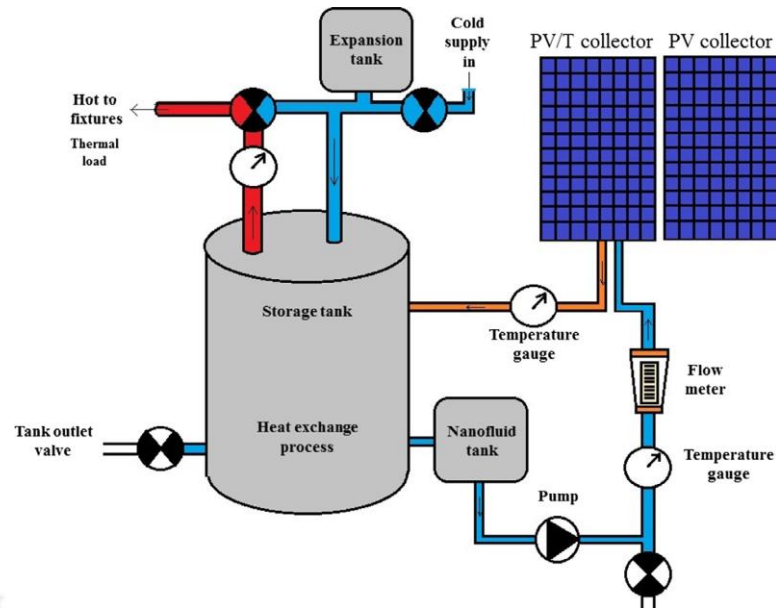 Expansion
tank
Cold
supply
in
PV/T collector
PV collector
Hot to
fixtures
Thermal
load
Storage tank
Temperature
gauge
Flow
meter
Tank outlet
valve
Heat exchange
process
Nanofluid
tank
Temperature
gauge
Pump